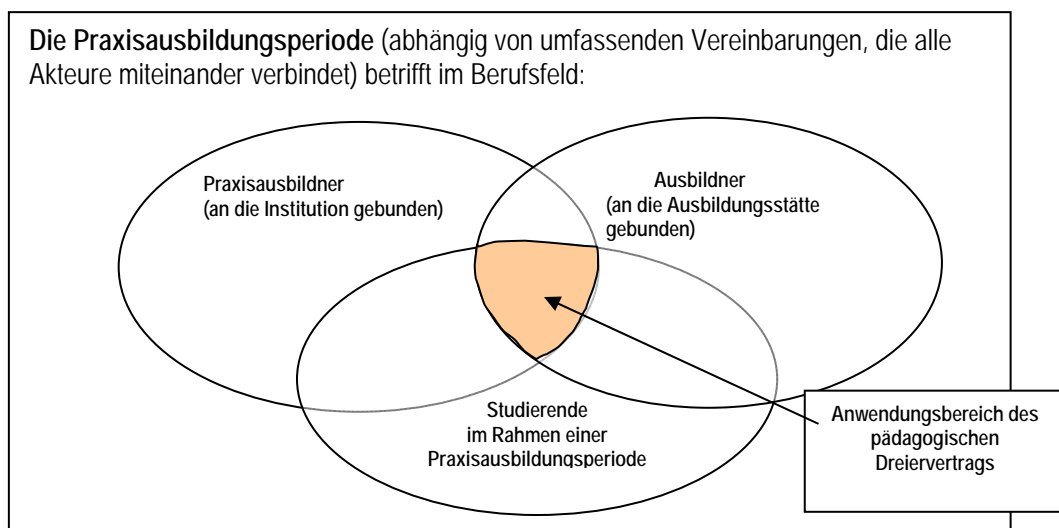 Die Praxisausbildungsperiode (abhängig von umfassenden Vereinbarungen, die alle
Akteure miteinander verbindet) betrifft im Berufsfeld:
Praxisausbildner
(an die Institution gebunden)
Ausbildner
(an die Ausbildungsstätte
gebunden)
Studierende
im Rahmen einer
Praxisausbildungsperiode
Anwendungsbereich des
pädagogischen
Dreiervertrags